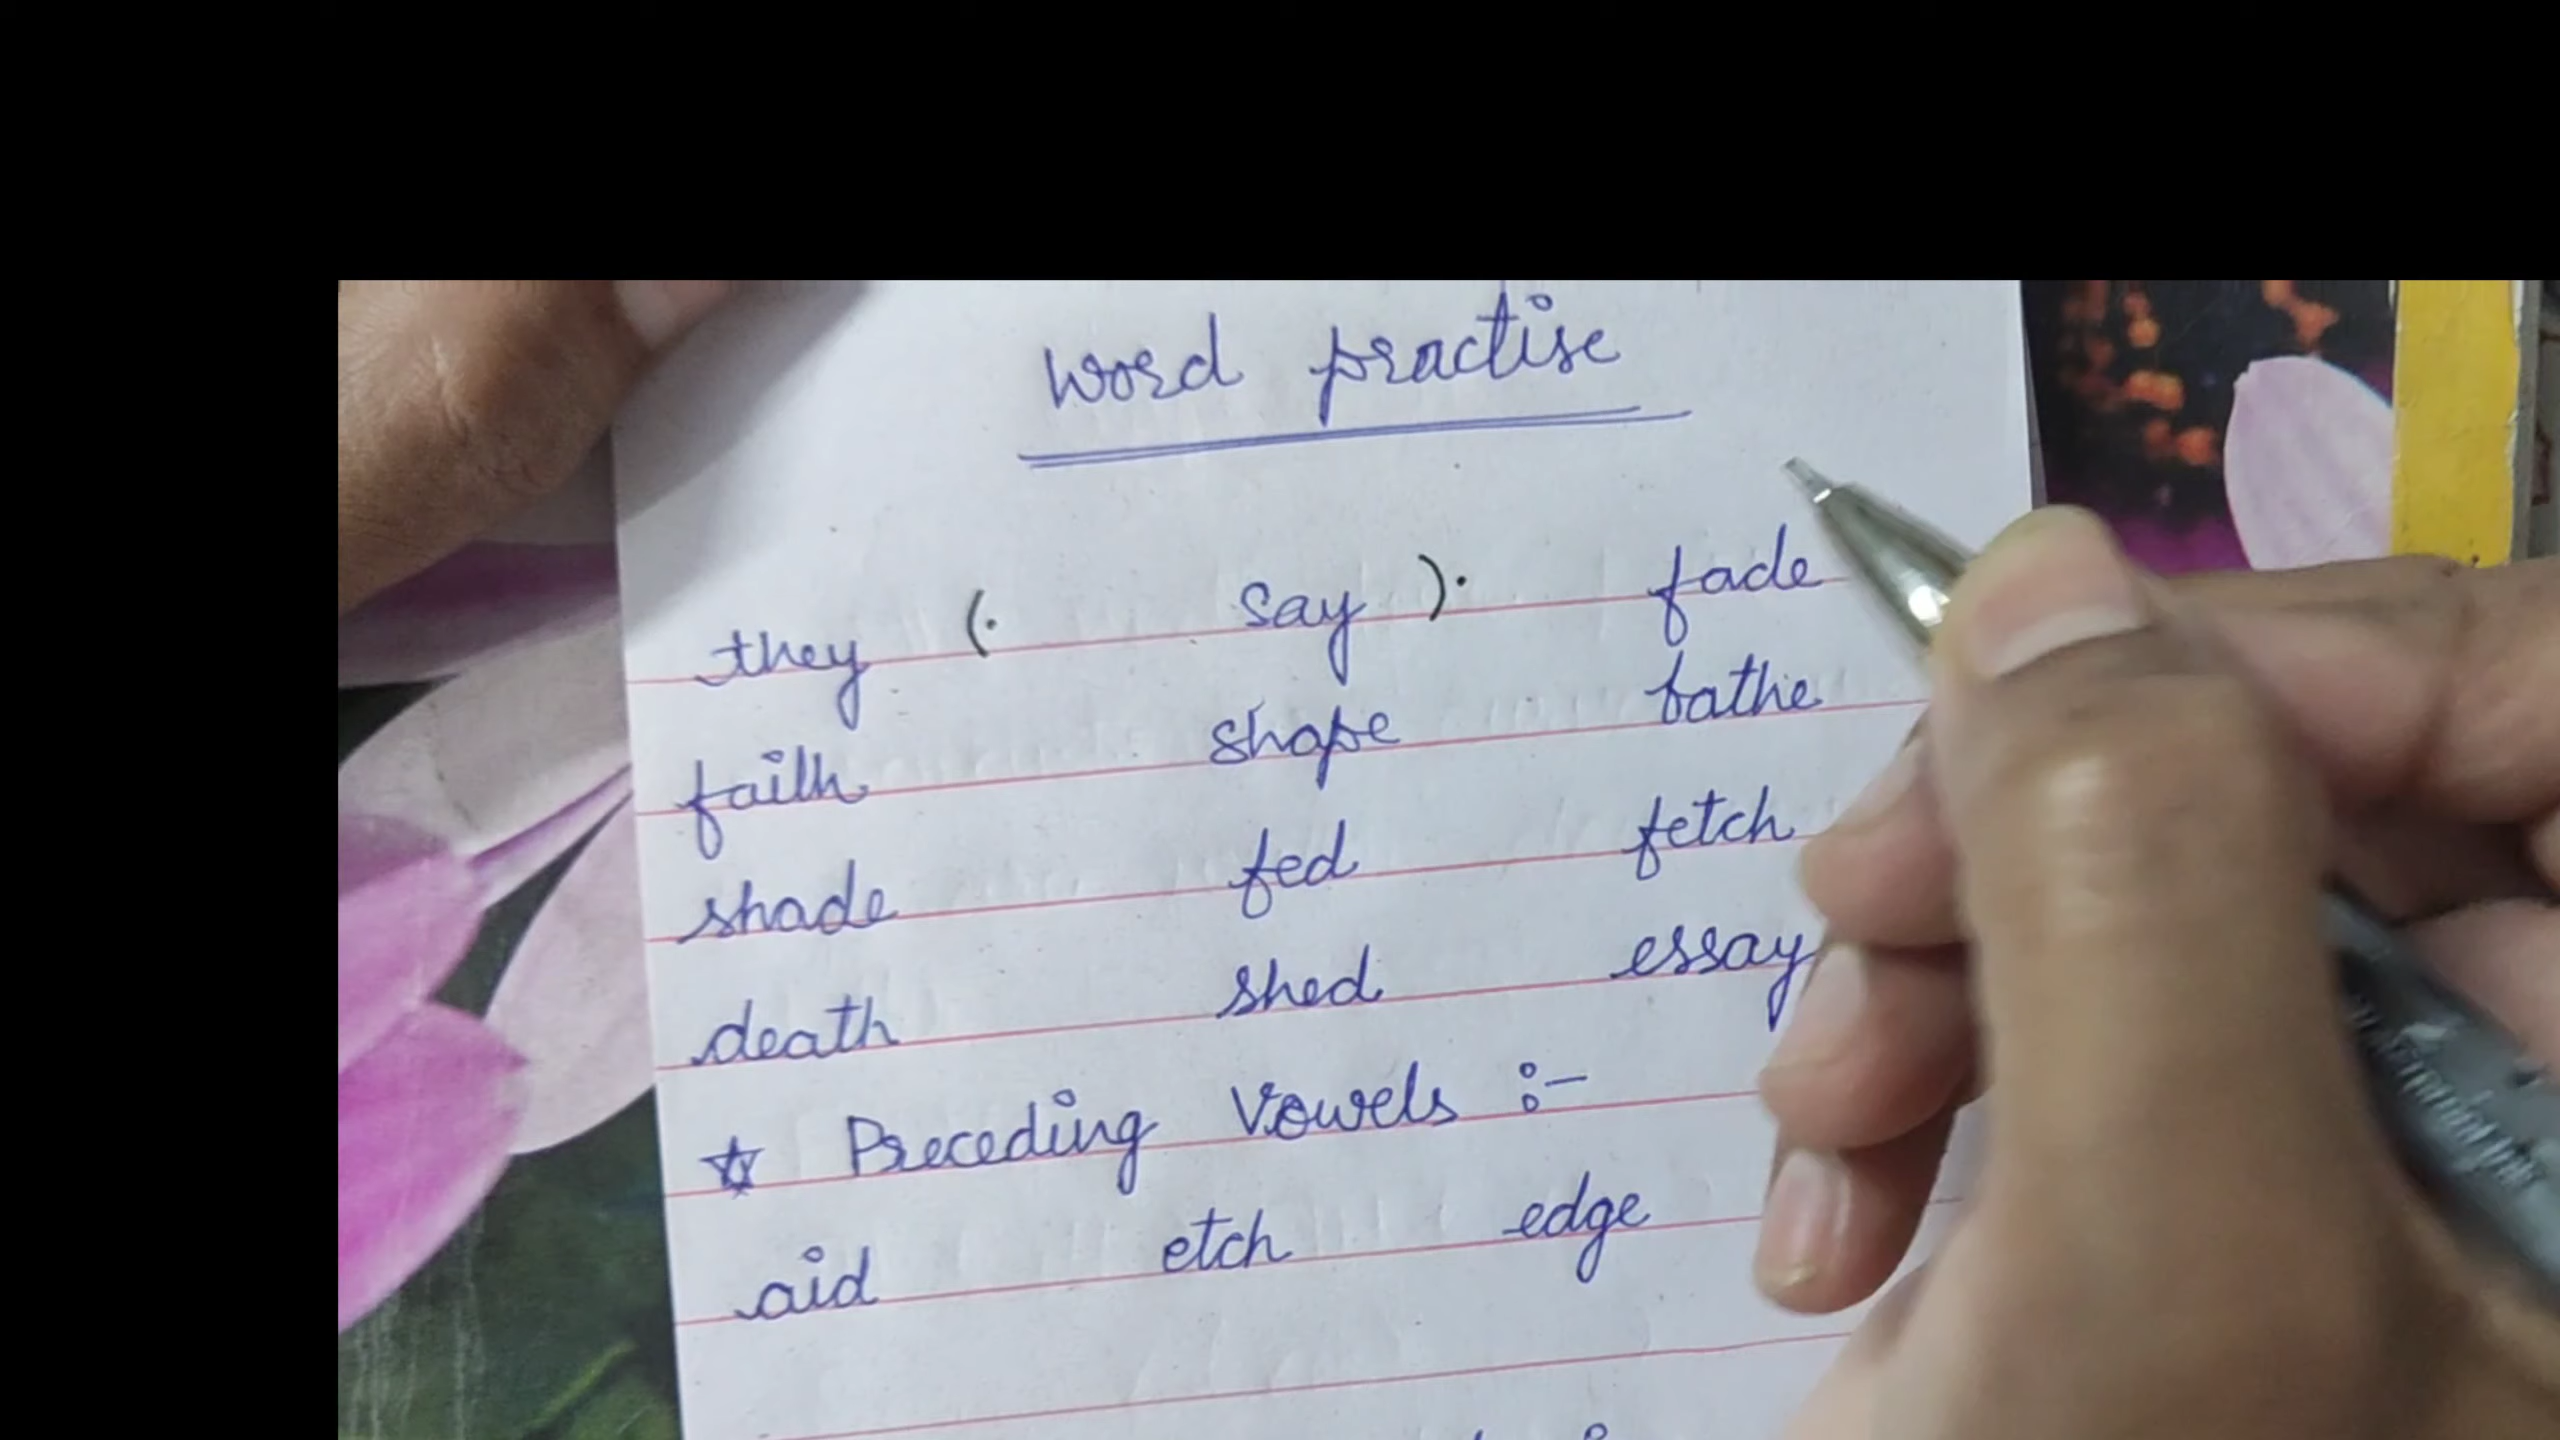 Word practise
they say fade
faith shape bathe
shade fed fetch
death shed essay
☆ Preceding Vowels :-
aid etch edge